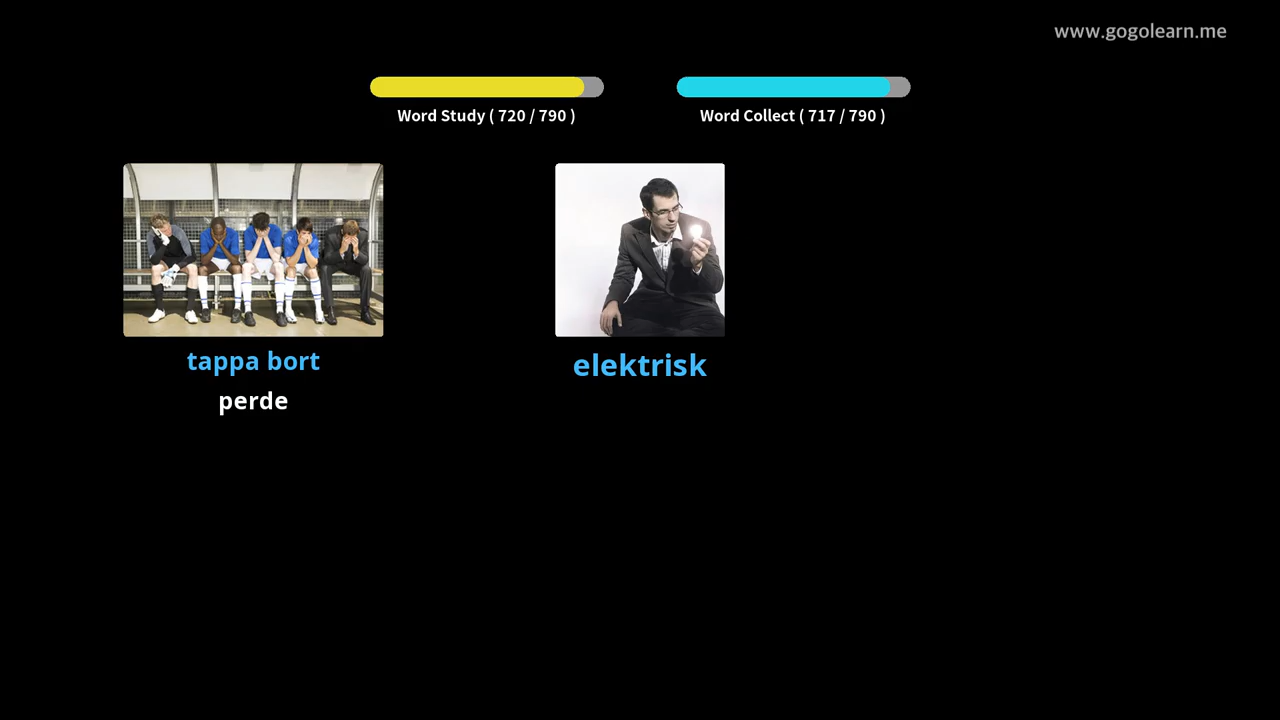 www.gogolearn.me
Word Study ( 720 / 790 )
Word Collect ( 717 / 790 )
tappa bort
perde
elektrisk